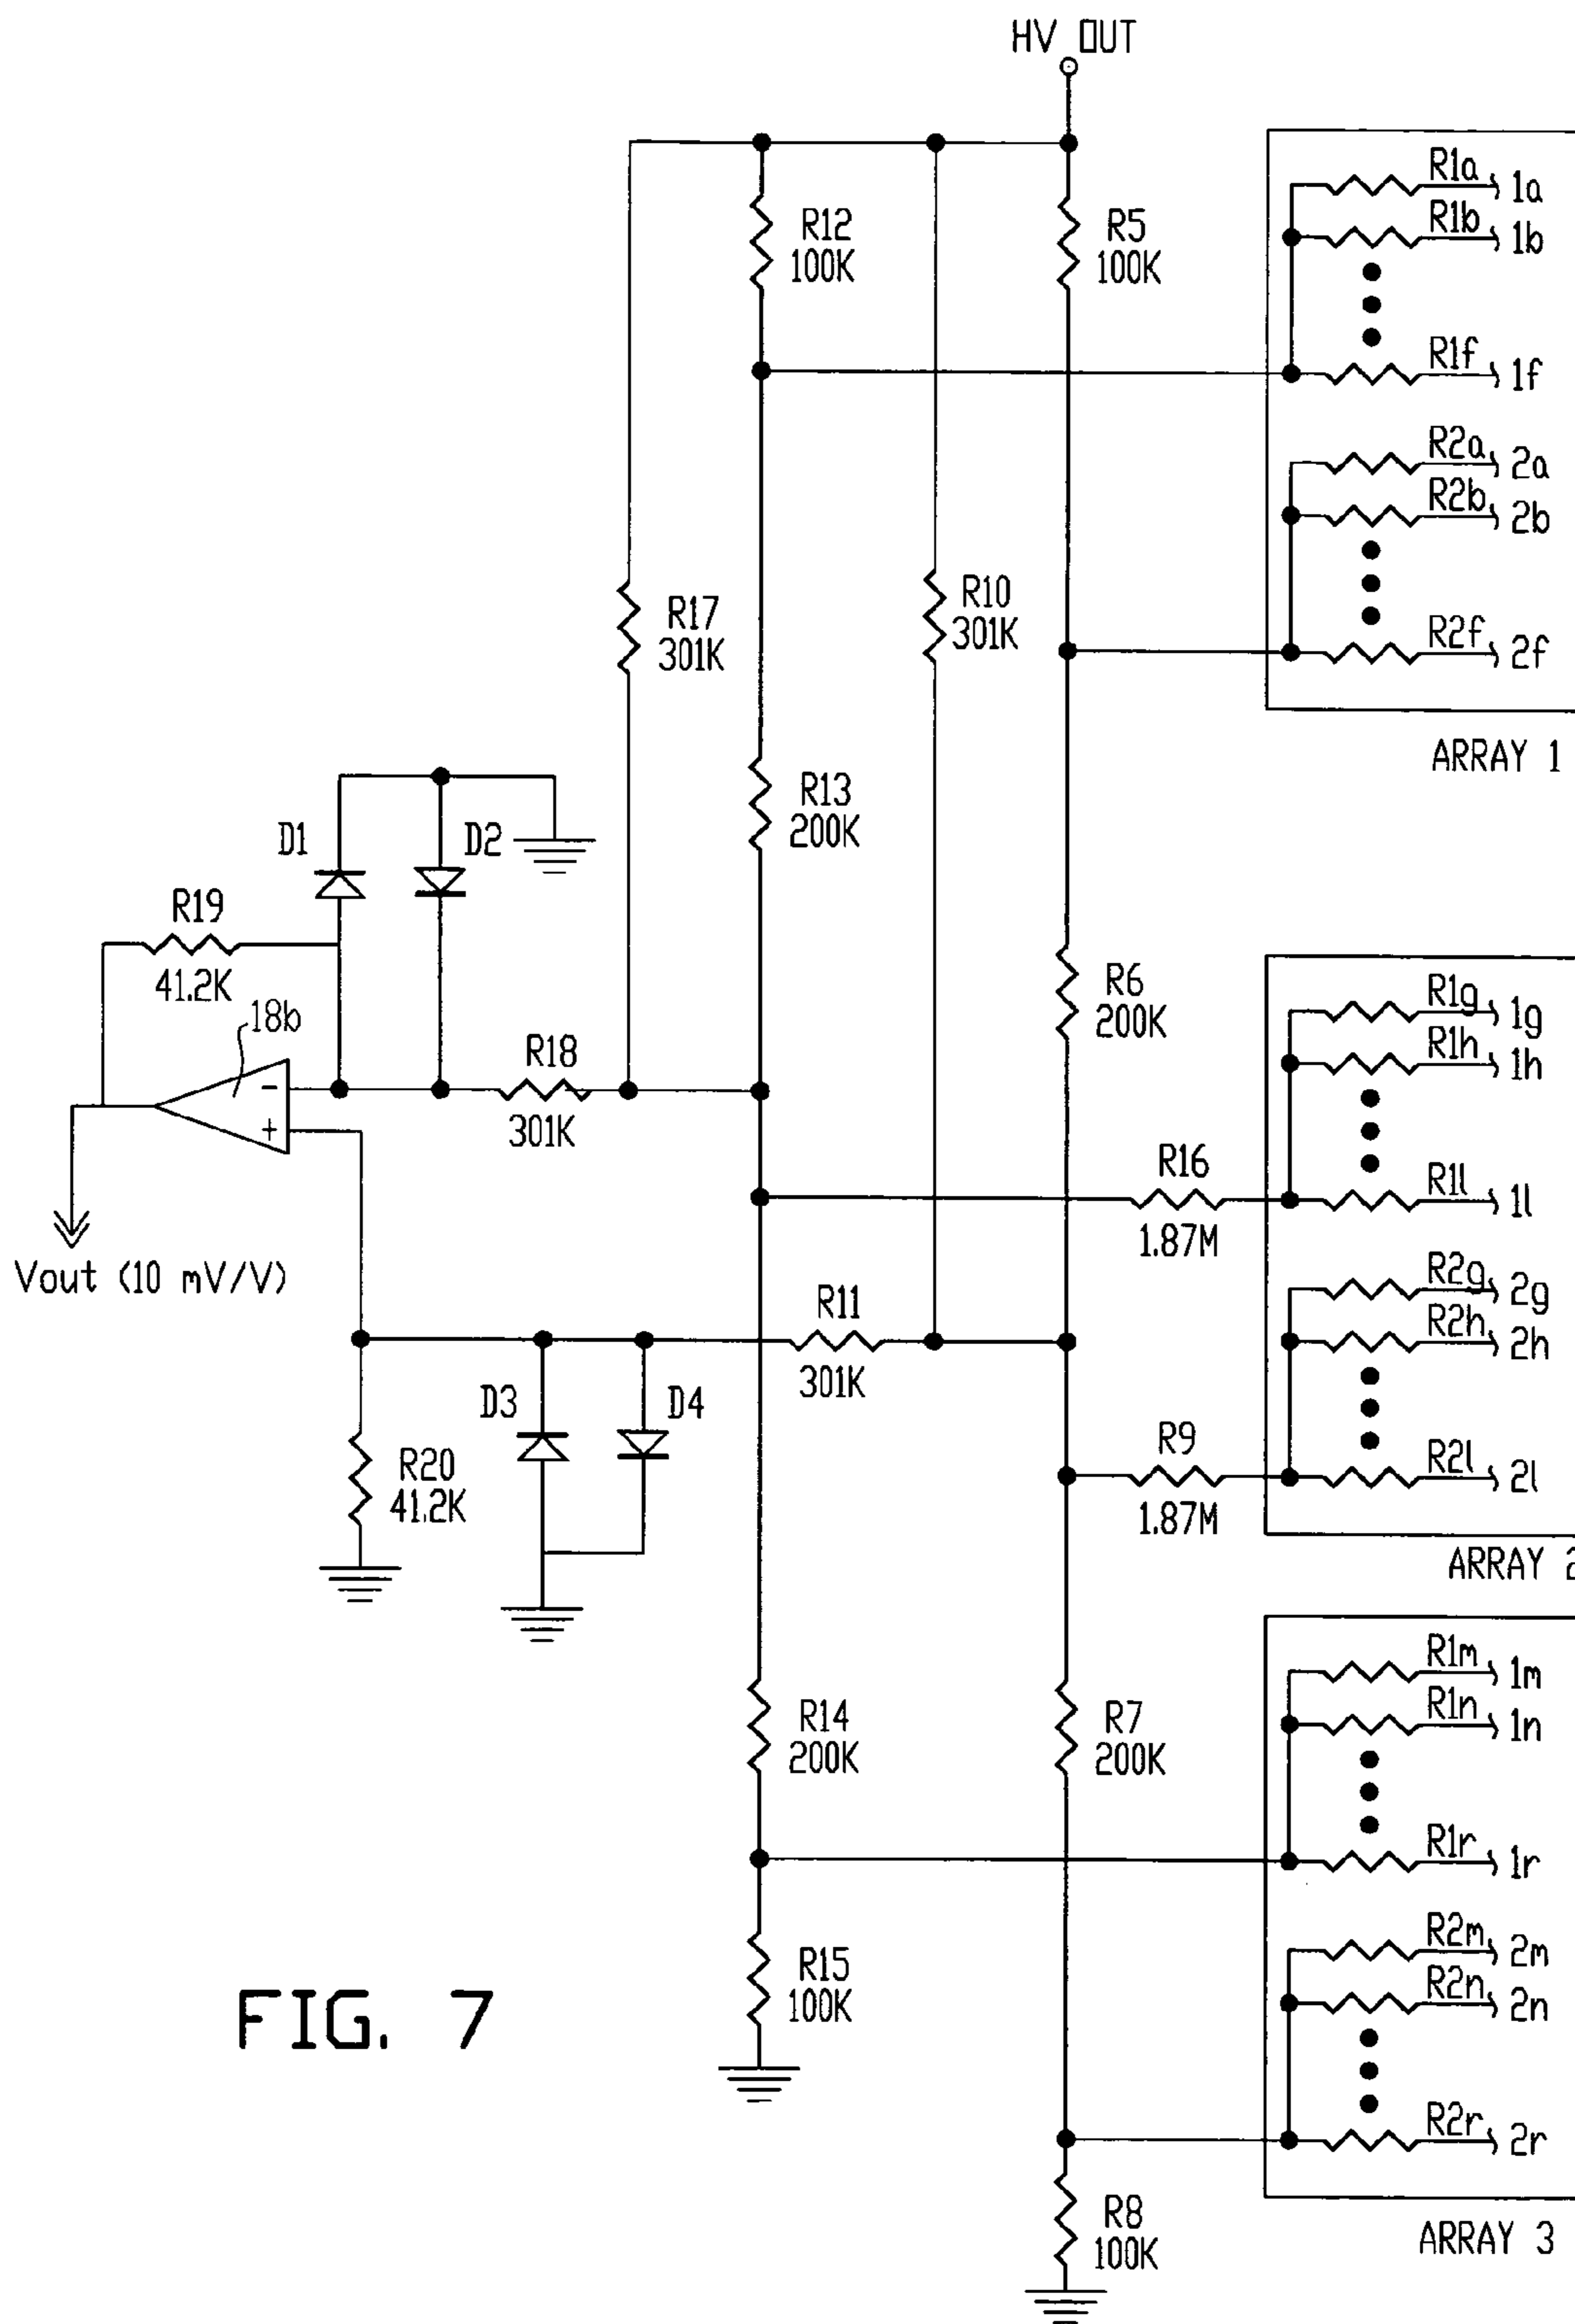 HV OUT
R12
100K
R5
100K
R1a
1a
R1b
1b
R1f
1f
R2a
2a
R2b
2b
R2f
2f
ARRAY 1
R17
301K
R10
301K
R13
200K
D1
D2
R19
41.2K
18b
-
+
R18
301K
R6
200K
R1g
1g
R1h
1h
R1l
1l
R16
1.87M
R2g
2g
R2h
2h
R2l
2l
Vout (10 mV/V)
R11
301K
R9
1.87M
D3
D4
R20
41.2K
ARRAY 2
R1m
1m
R1n
1n
R1r
1r
R14
200K
R7
200K
R2m
2m
R2n
2n
R2r
2r
R15
100K
FIG. 7
R8
100K
ARRAY 3